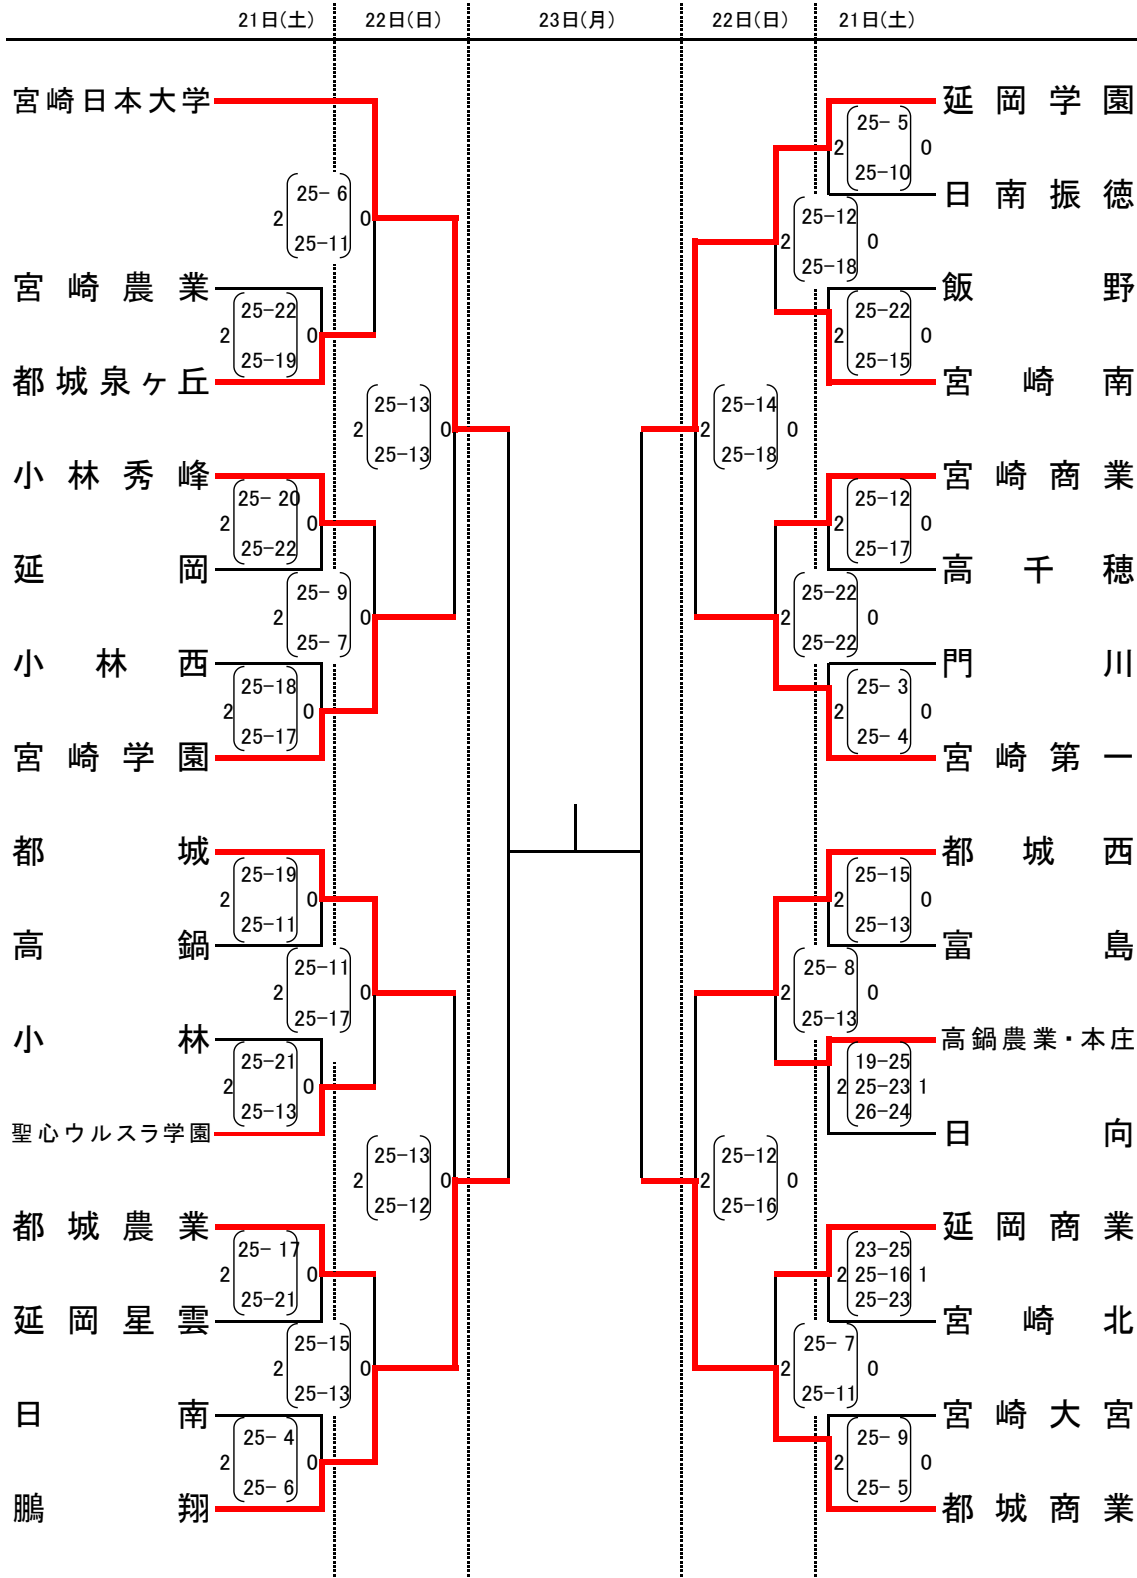 21日(土) 22日(日) 23日(月) 22日(日) 21日(土)
宮崎日本大学
2 25- 6 0
25-11
宮崎農業
2 25-22 0
25-19
都城泉ヶ丘
2 25-13 0
25-13
小林秀峰
2 25- 20 0
25-22
延岡
2 25- 9 0
25- 7
小林西
2 25-18 0
25-17
宮崎学園
都城
2 25-19 0
25-11
高鍋
2 25-11 0
25-17
小林
2 25-21 0
25-13
聖心ウルスラ学園
2 25-13 0
25-12
都城農業
2 25- 17 0
25-21
延岡星雲
2 25-15 0
25-13
日南
2 25- 4 0
25- 6
鵬翔
延岡学園
2 25- 5 0
25-10
日南振徳
2 25-12 0
25-18
飯野
2 25-22 0
25-15
宮崎南
2 25-14 0
25-18
宮崎商業
2 25-12 0
25-17
高千穂
2 25-22 0
25-22
門川
2 25- 3 0
25- 4
宮崎第一
都城西
2 25-15 0
25-13
富島
2 25- 8 0
25-13
高鍋農業・本庄
19-25
2 25-23 1
26-24
日向
2 25-12 0
25-16
延岡商業
23-25
2 25-16 1
25-23
宮崎北
2 25- 7 0
25-11
宮崎大宮
2 25- 9 0
25- 5
都城商業